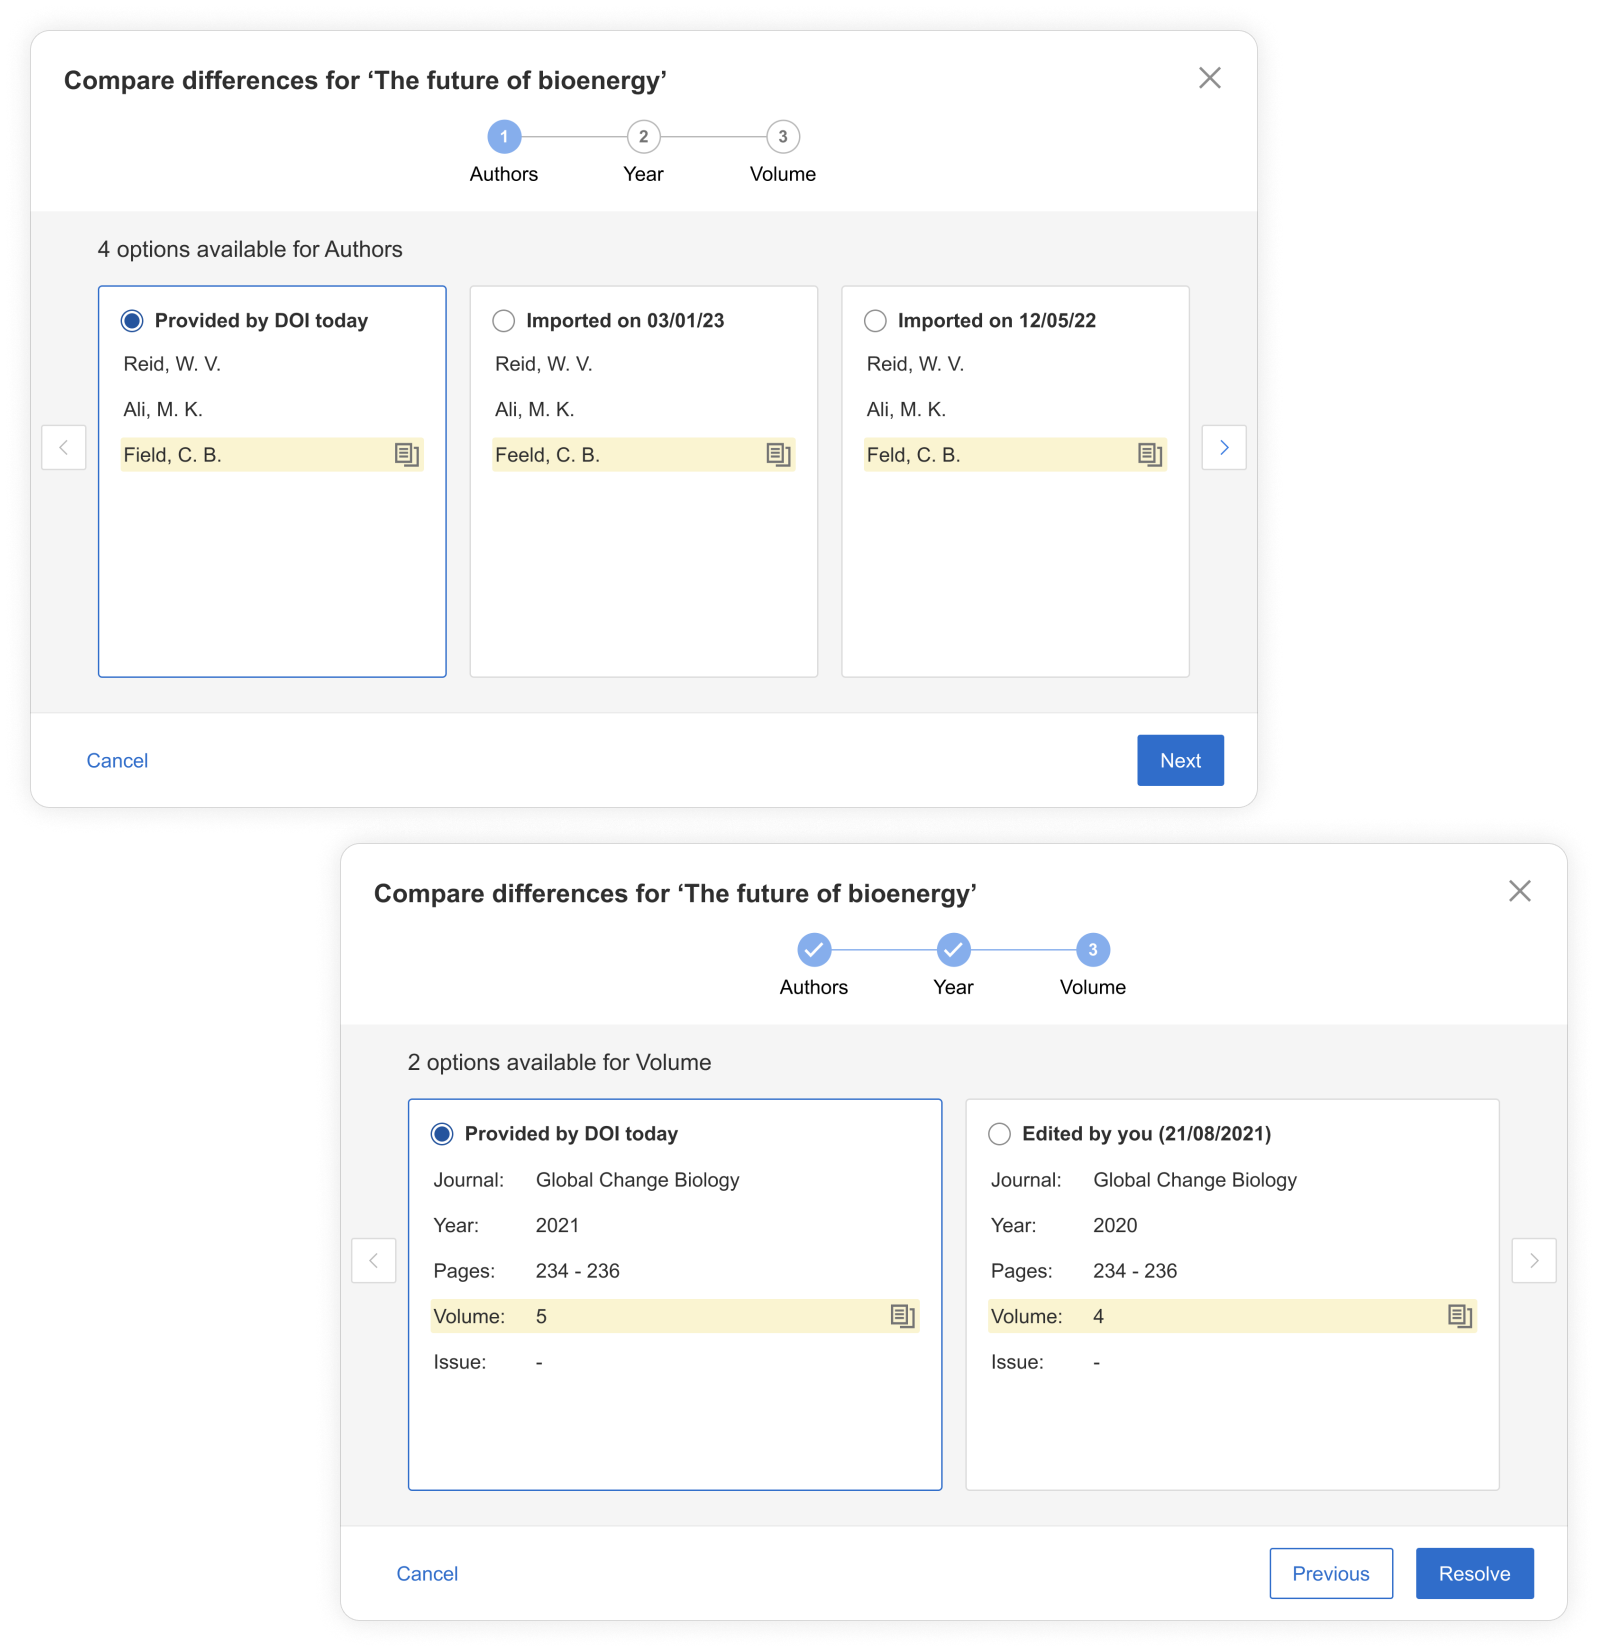 Compare differences for ‘The future of bioenergy’
1 2 3
Authors Year Volume
4 options available for Authors
Provided by DOI today
Reid, W. V.
Ali, M. K.
Field, C. B.
Imported on 03/01/23
Reid, W. V.
Ali, M. K.
Feeld, C. B.
Imported on 12/05/22
Reid, W. V.
Ali, M. K.
Feld, C. B.
Cancel
Next
Compare differences for ‘The future of bioenergy’
3
Authors Year Volume
2 options available for Volume
Provided by DOI today
Journal: Global Change Biology
Year: 2021
Pages: 234 - 236
Volume: 5
Issue: -
Edited by you (21/08/2021)
Journal: Global Change Biology
Year: 2020
Pages: 234 - 236
Volume: 4
Issue: -
Cancel
Previous
Resolve